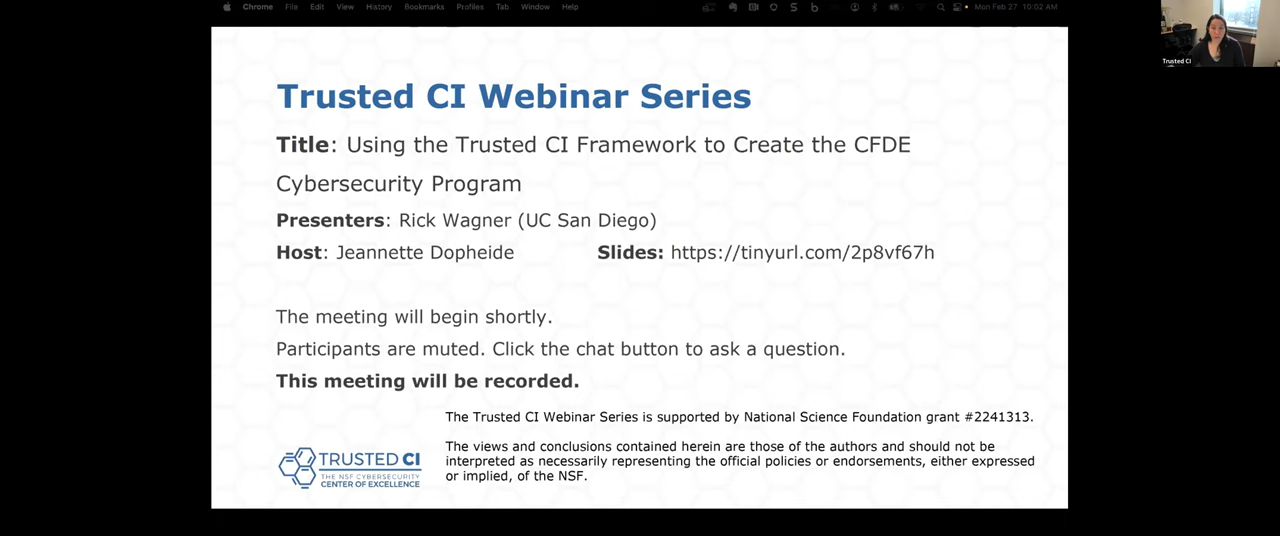 Chrome File Edit View History Bookmarks Profiles Tab Window Help Mon Feb 27 10:02 AM
Trusted CI
Trusted CI Webinar Series
Title: Using the Trusted CI Framework to Create the CFDE
Cybersecurity Program
Presenters: Rick Wagner (UC San Diego)
Host: Jeannette Dopheide Slides: https://tinyurl.com/2p8vf67h
The meeting will begin shortly.
Participants are muted. Click the chat button to ask a question.
This meeting will be recorded.
The Trusted CI Webinar Series is supported by National Science Foundation grant #2241313.
The views and conclusions contained herein are those of the authors and should not be
interpreted as necessarily representing the official policies or endorsements, either expressed
or implied, of the NSF.
TRUSTED CI
THE NSF CYBERSECURITY
CENTER OF EXCELLENCE